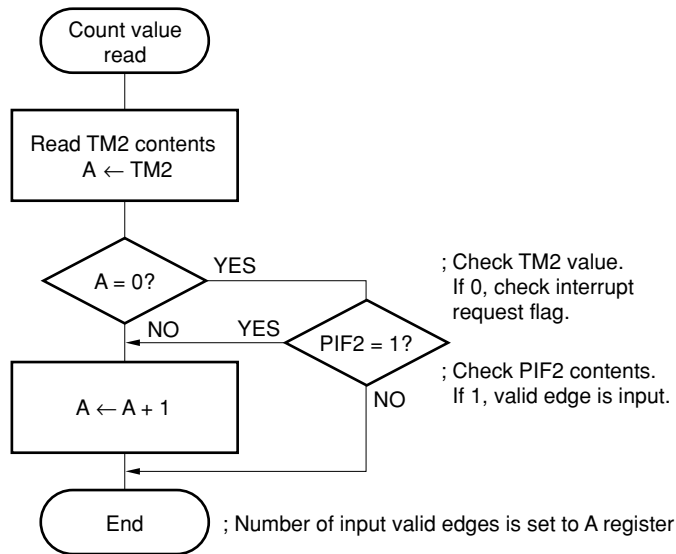 Count value
read
Read TM2 contents
A ← TM2
A = 0?
YES
; Check TM2 value.
If 0, check interrupt
request flag.
NO
YES
PIF2 = 1?
; Check PIF2 contents.
If 1, valid edge is input.
NO
A ← A + 1
End
; Number of input valid edges is set to A register